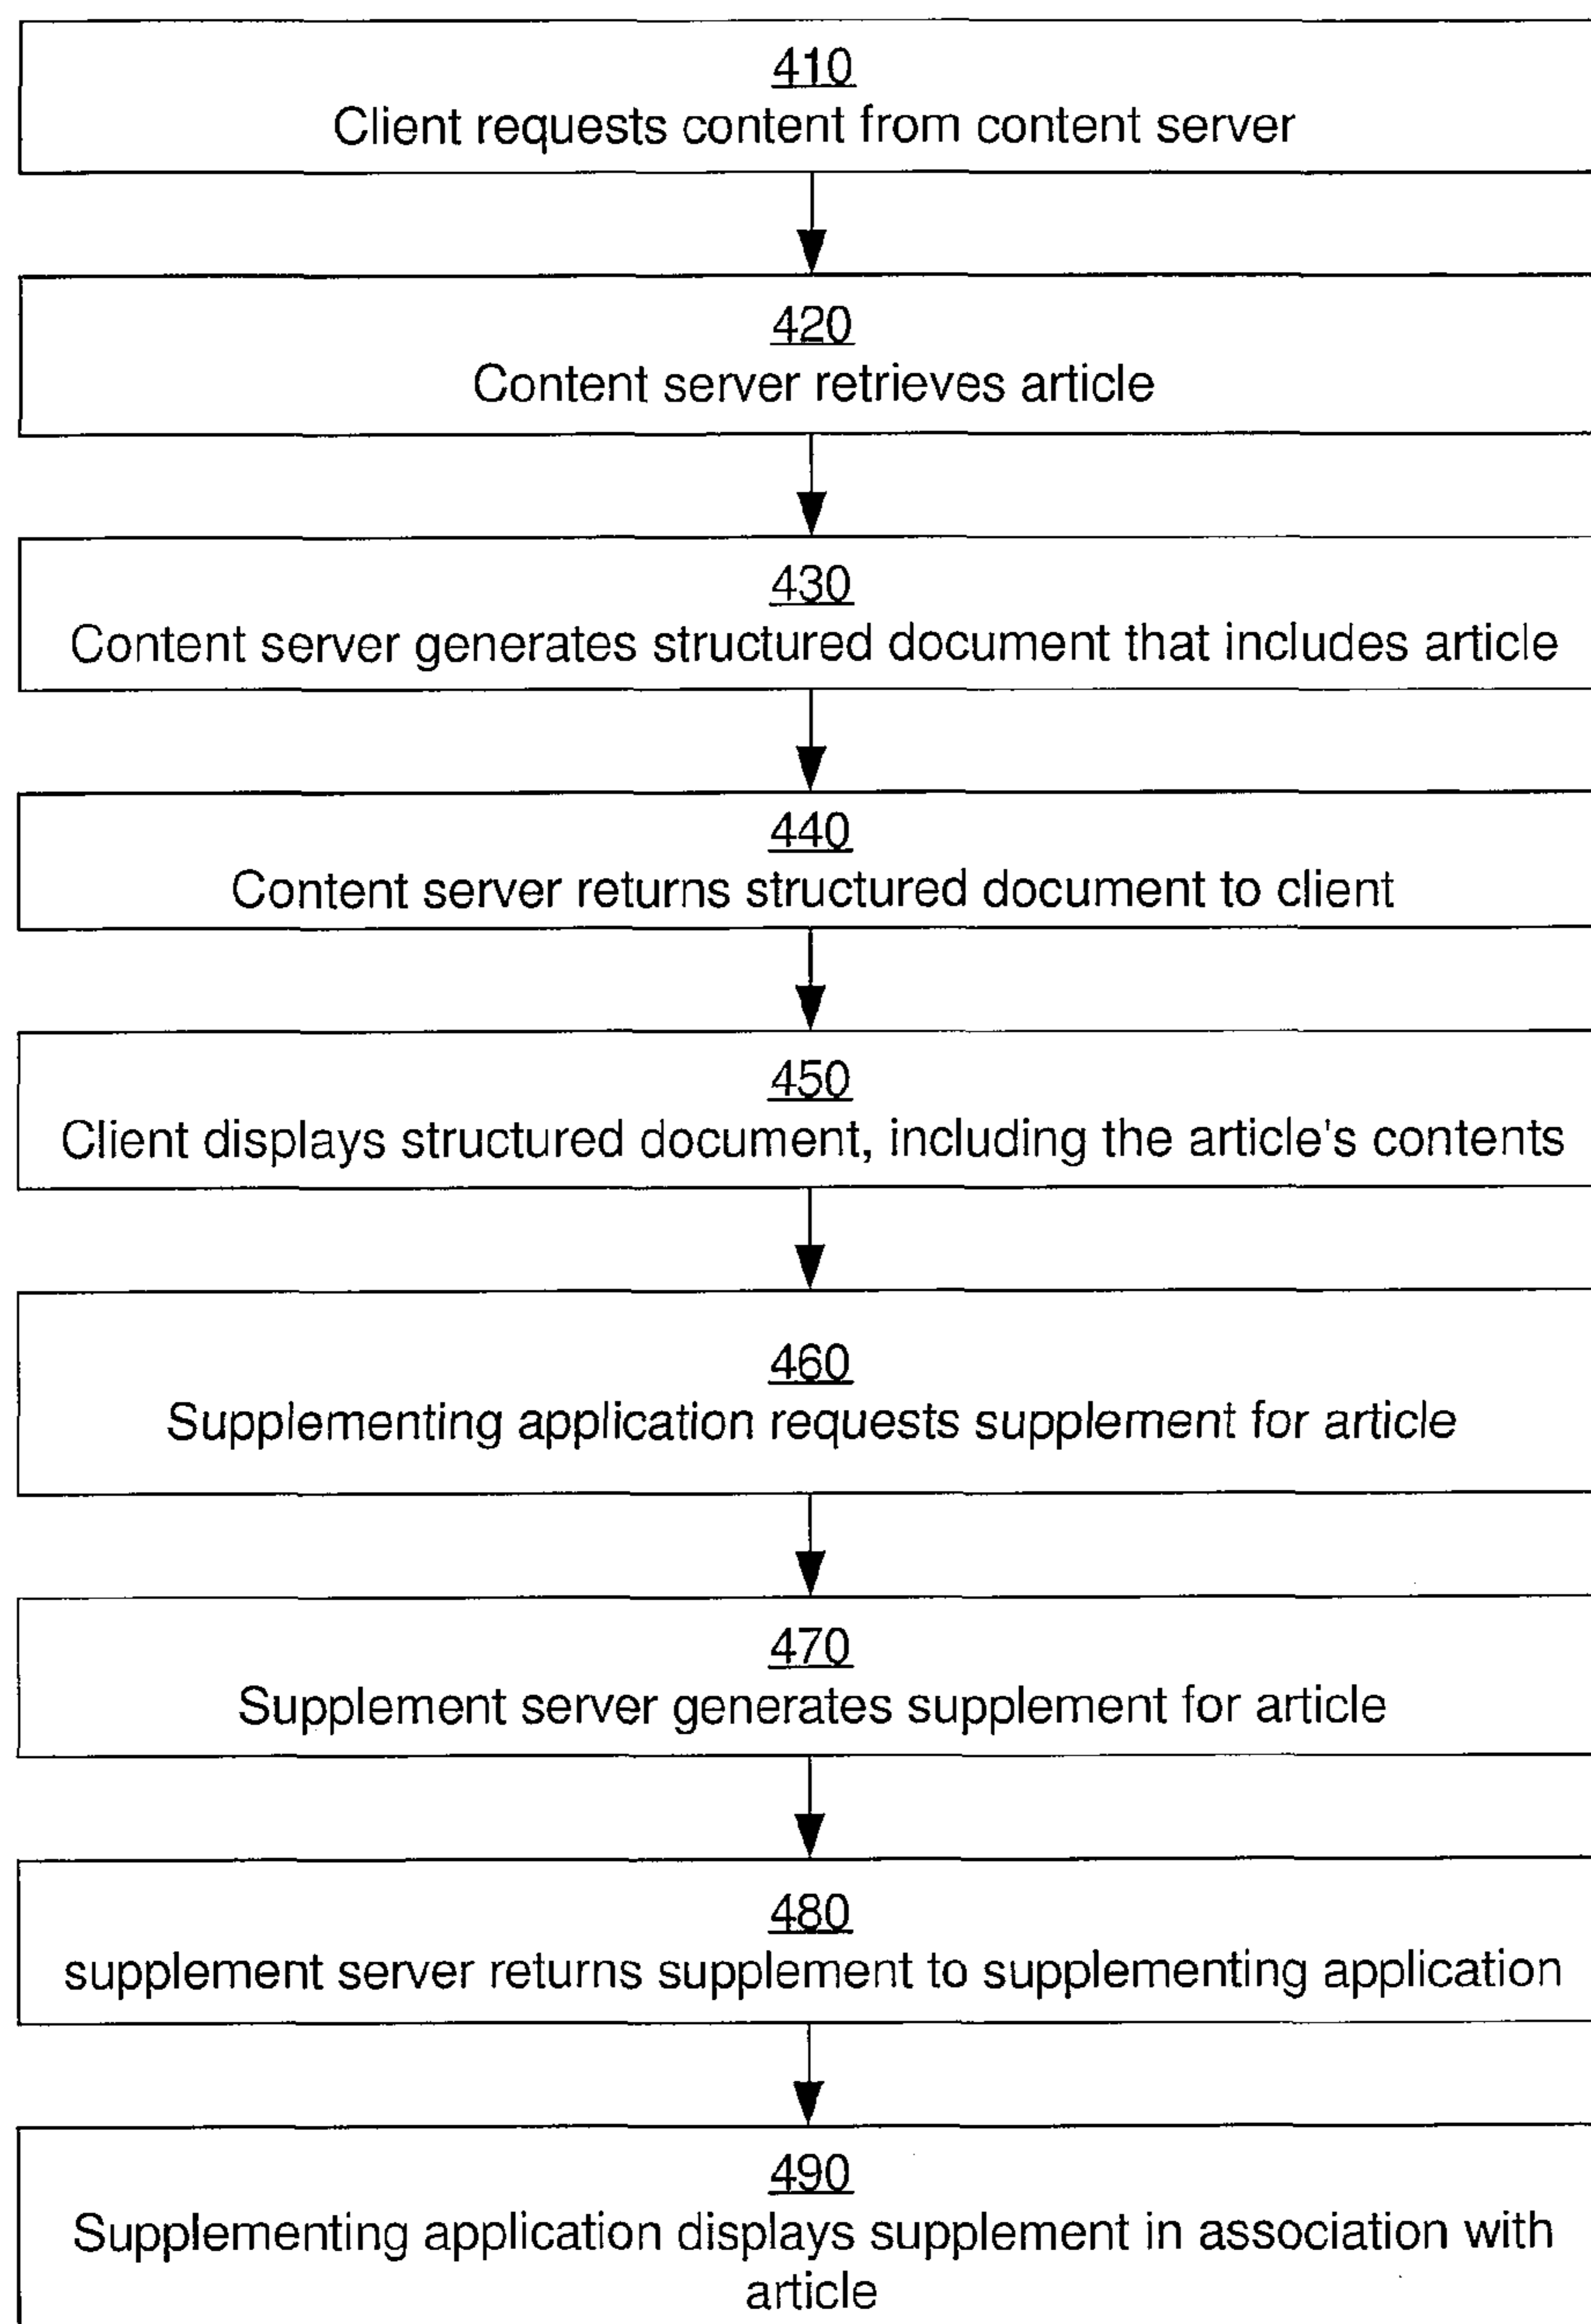 410
Client requests content from content server
420
Content server retrieves article
430
Content server generates structured document that includes article
440
Content server returns structured document to client
450
Client displays structured document, including the article's contents
460
Supplementing application requests supplement for article
470
Supplement server generates supplement for article
480
supplement server returns supplement to supplementing application
490
Supplementing application displays supplement in association with
article